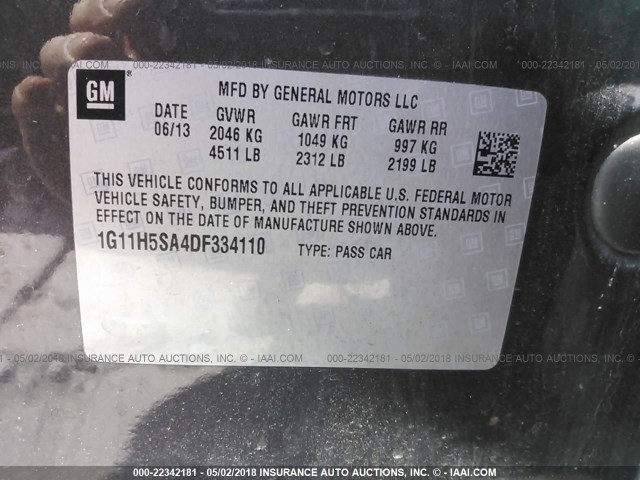 000-22342181 - 05/02/2018 INSURANCE AUTO AUCTIONS, INC. - © IAAI.COM
GM®
MFD BY GENERAL MOTORS LLC
DATE GVWR GAWR FRT GAWR RR
06/13 2046 KG 1049 KG 997 KG
4511 LB 2312 LB 2199 LB
THIS VEHICLE CONFORMS TO ALL APPLICABLE U.S. FEDERAL MOTOR
VEHICLE SAFETY, BUMPER, AND THEFT PREVENTION STANDARDS IN
EFFECT ON THE DATE OF MANUFACTURE SHOWN ABOVE.
1G11H5SA4DF334110 TYPE: PASS CAR
INSURANCE AUTO AUCTIONS, INC. - © IAAI.COM 000-22342181 - 05/02/2018 INSURANCE AUTO AUCTIONS,
000-22342181 - 05/02/2018 INSURANCE AUTO AUCTIONS, INC. - © IAAI.COM